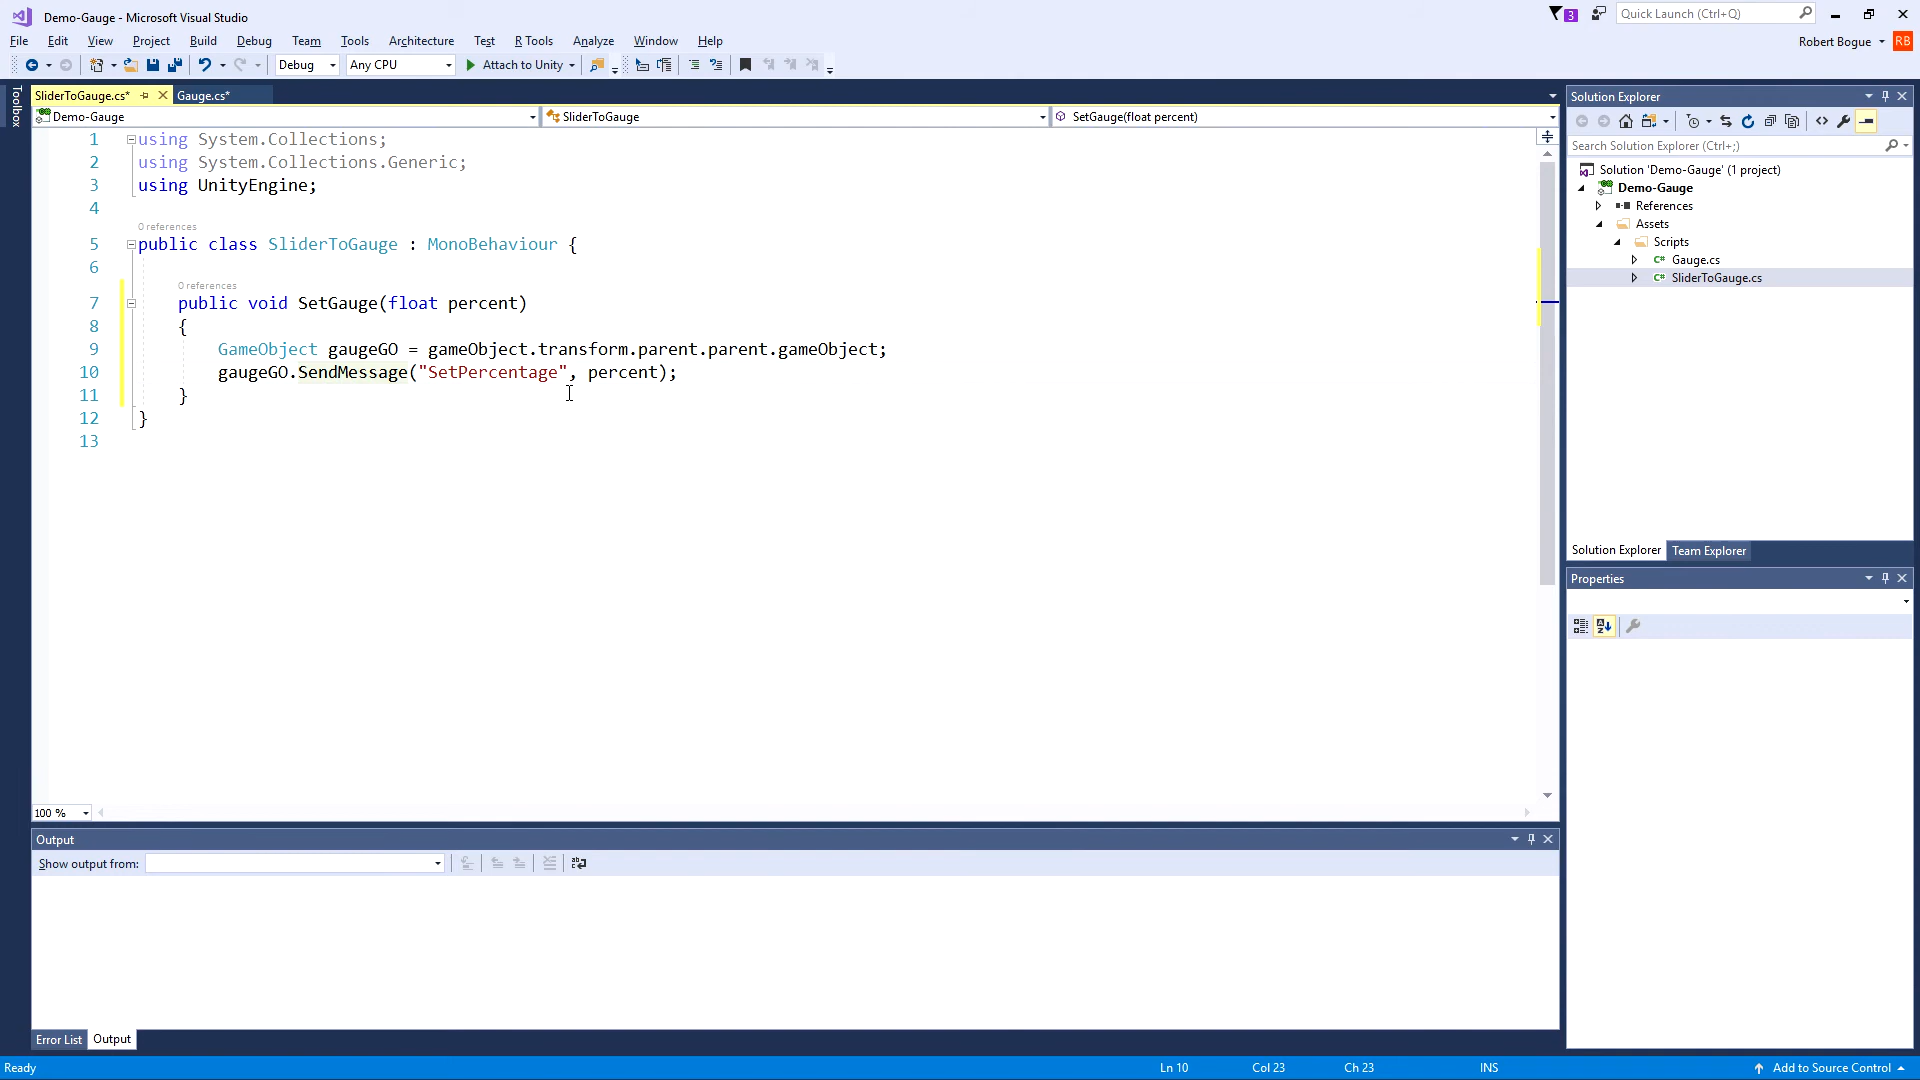 Demo-Gauge - Microsoft Visual Studio
3
Quick Launch (Ctrl+Q)
File Edit View Project Build Debug Team Tools Architecture Test R Tools Analyze Window Help
Robert Bogue RB
Debug Any CPU Attach to Unity
Toolbox
SliderToGauge.cs* Gauge.cs*
Demo-Gauge SliderToGauge SetGauge(float percent)
1 using System.Collections;
2 using System.Collections.Generic;
3 using UnityEngine;
4
0 references
5 public class SliderToGauge : MonoBehaviour {
6
0 references
7 public void SetGauge(float percent)
8 {
9 GameObject gaugeGO = gameObject.transform.parent.parent.gameObject;
10 gaugeGO.SendMessage("SetPercentage", percent);
11 }
12 }
13
100 %
Output
Show output from:
Error List Output
Solution Explorer
Search Solution Explorer (Ctrl+;)
Solution 'Demo-Gauge' (1 project)
Demo-Gauge
References
Assets
Scripts
C# Gauge.cs
C# SliderToGauge.cs
Solution Explorer Team Explorer
Properties
Ready Ln 10 Col 23 Ch 23 INS Add to Source Control